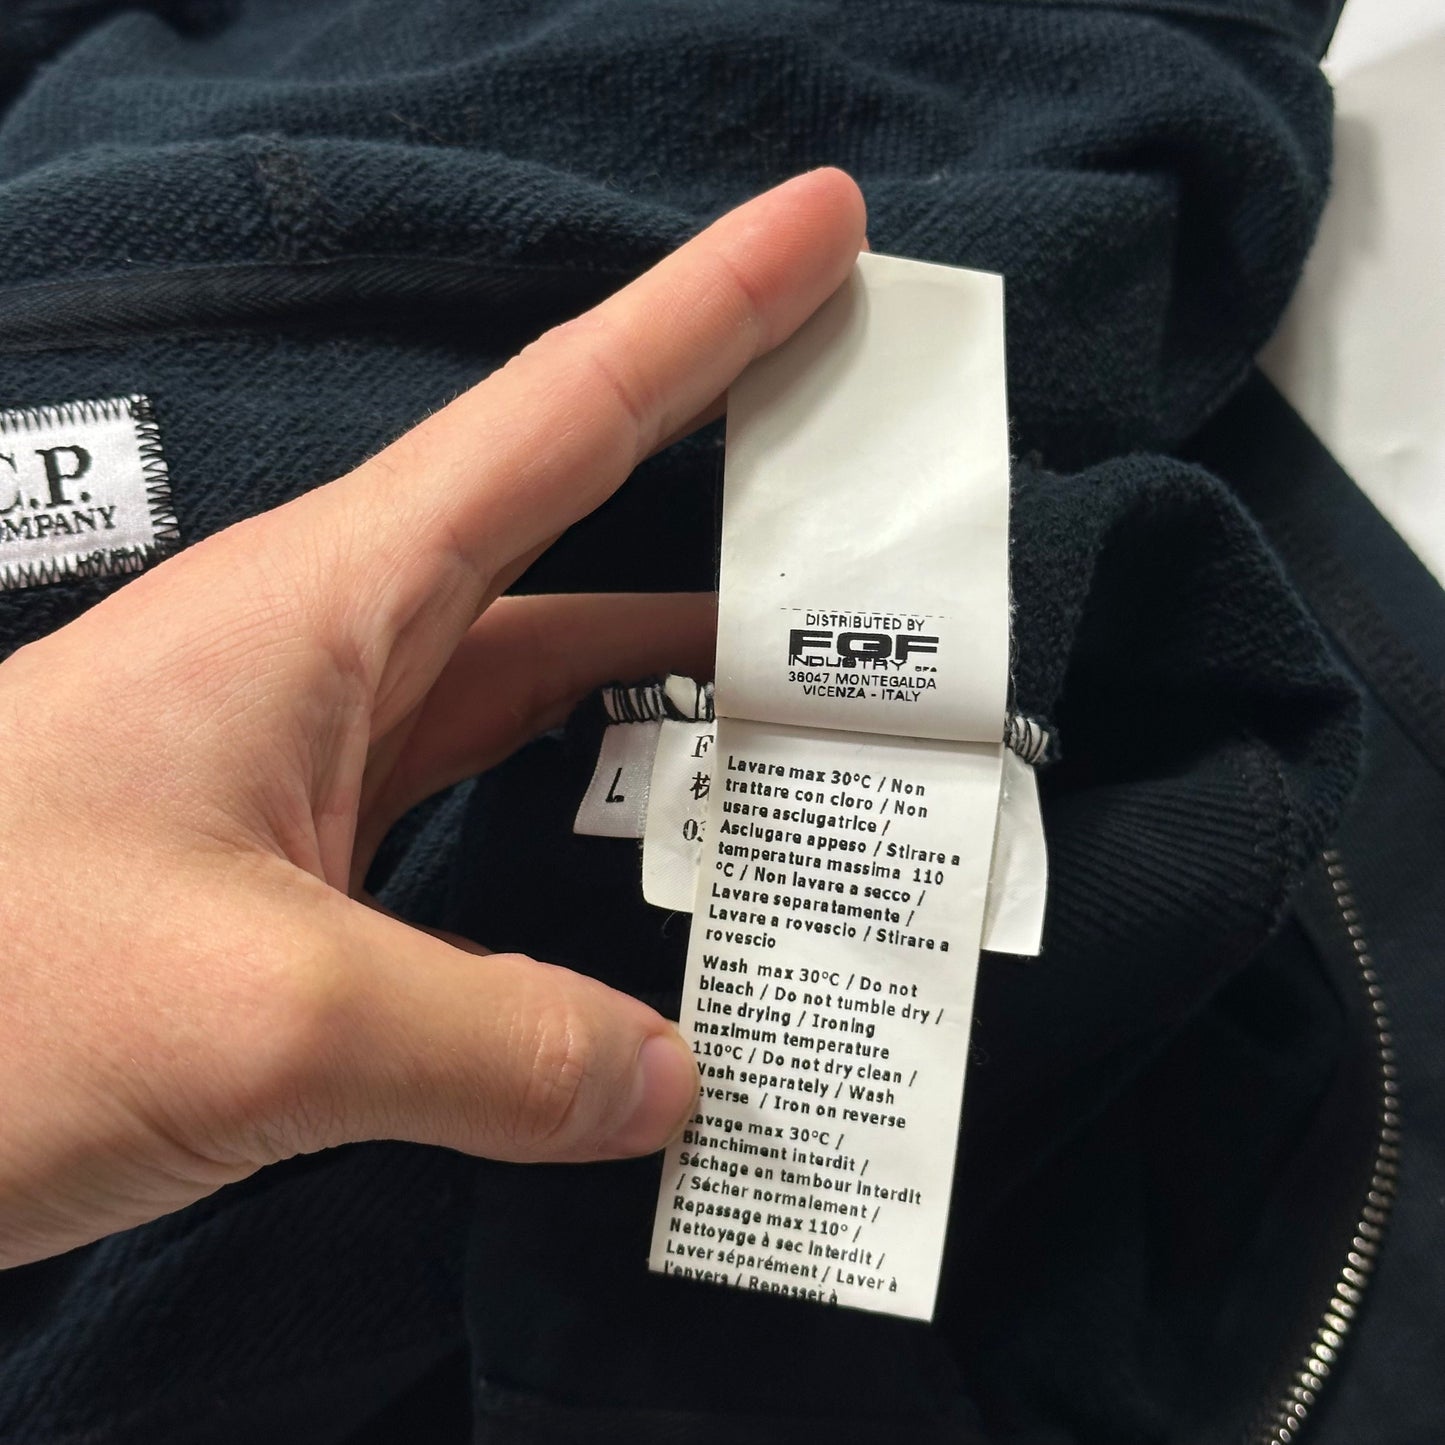 C.P.
COMPANY
DISTRIBUTED BY
FGF
INDUSTRY SPA
36047 MONTEGALDA
VICENZA - ITALY
L
F
03
Lavare max 30°C / Non
trattare con cloro / Non
usare asciugatrice /
Asciugare appeso / Stirare a
temperatura massima 110
°C / Non lavare a secco /
Lavare separatamente /
Lavare a rovescio / Stirare a
rovescio
Wash max 30°C / Do not
bleach / Do not tumble dry /
Line drying / Ironing
maximum temperature
110°C / Do not dry clean /
Wash separately / Wash
everse / Iron on reverse
Lavage max 30°C /
Blanchiment interdit /
Séchage en tambour interdit
/ Sécher normalement /
Repassage max 110° /
Nettoyage à sec interdit /
Laver séparément / Laver à
l'envers / Repasser à